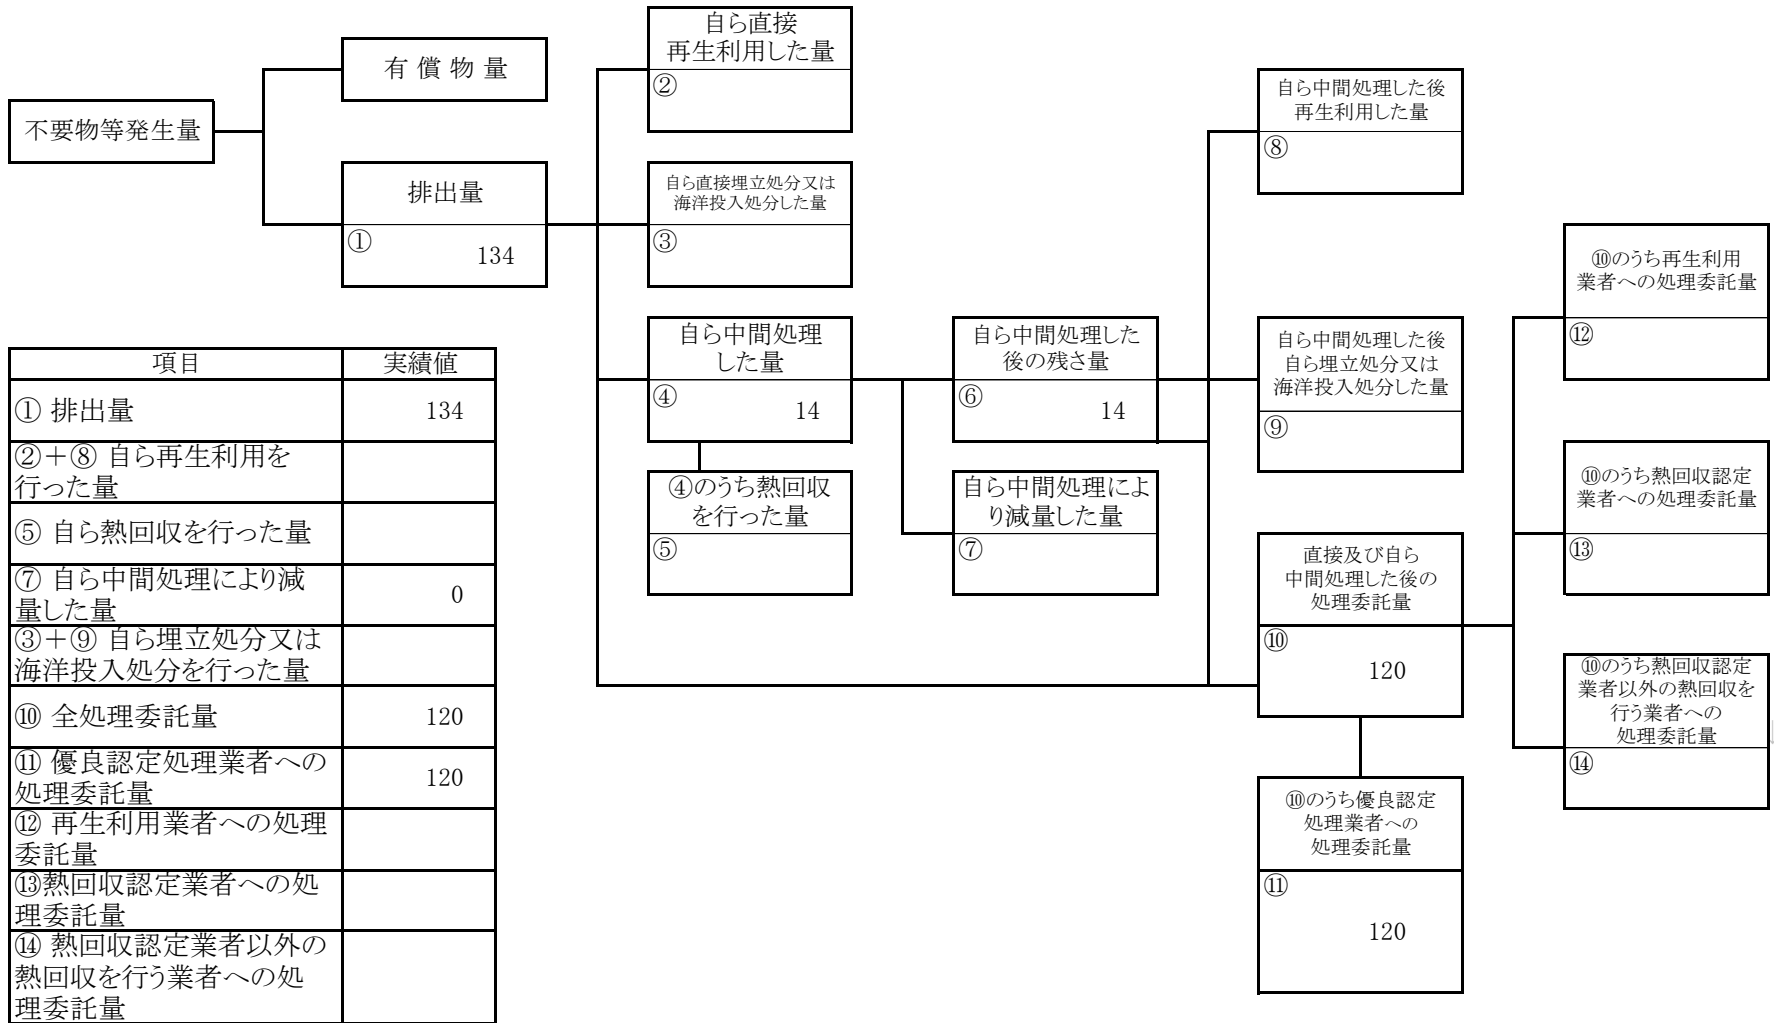 不要物等発生量
有 償 物 量
排出量
① 134
自ら直接
再生利用した量
②
自ら直接埋立処分又は
海洋投入処分した量
③
自ら中間処理
した量
④ 14
④のうち熱回収
を行った量
⑤
自ら中間処理した
後の残さ量
⑥ 14
自ら中間処理によ
り減量した量
⑦
自ら中間処理した後
再生利用した量
⑧
自ら中間処理した後
自ら埋立処分又は
海洋投入処分した量
⑨
直接及び自ら
中間処理した後の
処理委託量
⑩
120
⑩のうち優良認定
処理業者への
処理委託量
⑪
120
⑩のうち再生利用
業者への処理委託量
⑫
⑩のうち熱回収認定
業者への処理委託量
⑬
⑩のうち熱回収認定
業者以外の熱回収を
行う業者への
処理委託量
⑭
項目 実績値
① 排出量 134
②＋⑧ 自ら再生利用を
行った量
⑤ 自ら熱回収を行った量
⑦ 自ら中間処理により減
量した量 0
③＋⑨ 自ら埋立処分又は
海洋投入処分を行った量
⑩ 全処理委託量 120
⑪ 優良認定処理業者への
処理委託量 120
⑫ 再生利用業者への処理
委託量
⑬熱回収認定業者への処
理委託量
⑭ 熱回収認定業者以外の
熱回収を行う業者への処
理委託量